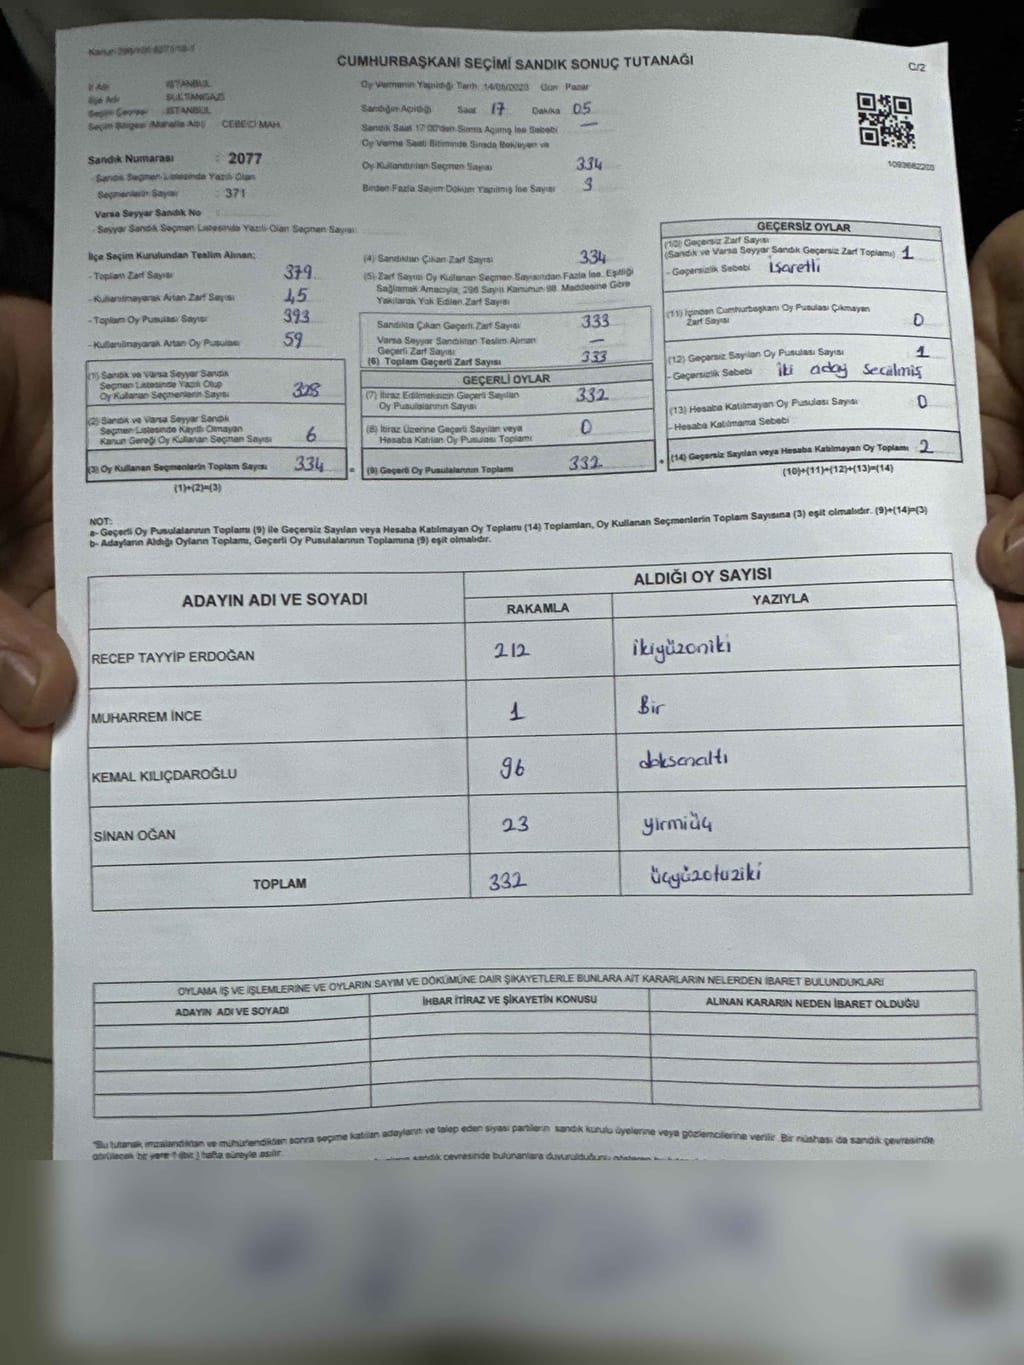 CUMHURBAŞKANI SEÇİMİ SANDIK SONUÇ TUTANAĞI
C/2
İl Adı İSTANBUL
İlçe Adı SULTANGAZİ
Seçim Çevresi İSTANBUL
Seçim Bölgesi (Mahalle Adı) CEBECİ MAH.
Sandık Numarası : 2077
- Sandık Seçmen Listesinde Yazılı Olan
Seçmenlerin Sayısı : 371
Varsa Seyyar Sandık No :
- Seyyar Sandık Seçmen Listesinde Yazılı Olan Seçmen Sayısı:
Oy Vermenin Yapıldığı Tarih 14/05/2023 Gün Pazar
Sandığın Açıldığı Saat 17 Dakika 05
Sandık Saat 17:00'den Sonra Açılmış İse Sebebi —
Oy Verme Saati Bitiminde Sırada Bekleyen ve
Oy Kullandırılan Seçmen Sayısı 334
Birden Fazla Sayım Döküm Yapılmış İse Sayısı 3
1093682203
İlçe Seçim Kurulundan Teslim Alınan;
- Toplam Zarf Sayısı 379
- Kullanılmayarak Artan Zarf Sayısı 45
- Toplam Oy Pusulası Sayısı 393
- Kullanılmayarak Artan Oy Pusulası 59
(1) Sandık ve Varsa Seyyar Sandık
Seçmen Listesinde Yazılı Olup
Oy Kullanan Seçmenlerin Sayısı 328
(2) Sandık ve Varsa Seyyar Sandık
Seçmen Listesinde Kayıtlı Olmayan
Kanun Gereği Oy Kullanan Seçmen Sayısı 6
(3) Oy Kullanan Seçmenlerin Toplam Sayısı 334 =
(1)+(2)=(3)
(4) Sandıktan Çıkan Zarf Sayısı 334
(5) Zarf Sayısı Oy Kullanan Seçmen Sayısından Fazla İse, Eşitliği
Sağlamak Amacıyla, 298 Sayılı Kanunun 98. Maddesine Göre
Yakılarak Yok Edilen Zarf Sayısı
Sandıkta Çıkan Geçerli Zarf Sayısı 333
Varsa Seyyar Sandıktan Teslim Alınan
Geçerli Zarf Sayısı —
(6) Toplam Geçerli Zarf Sayısı 333
GEÇERLİ OYLAR
(7) İtiraz Edilmeksizin Geçerli Sayılan
Oy Pusulalarının Sayısı 332
(8) İtiraz Üzerine Geçerli Sayılan veya
Hesaba Katılan Oy Pusulası Toplamı 0
(9) Geçerli Oy Pusulalarının Toplamı 332 +
GEÇERSİZ OYLAR
(10) Geçersiz Zarf Sayısı
(Sandık ve Varsa Seyyar Sandık Geçersiz Zarf Toplamı) 1
- Geçersizlik Sebebi işaretli
(11) İçinden Cumhurbaşkanı Oy Pusulası Çıkmayan
Zarf Sayısı 0
(12) Geçersiz Sayılan Oy Pusulası Sayısı 1
- Geçersizlik Sebebi iki aday seçilmiş
(13) Hesaba Katılmayan Oy Pusulası Sayısı 0
- Hesaba Katılmama Sebebi
(14) Geçersiz Sayılan veya Hesaba Katılmayan Oy Toplamı 2
(10)+(11)+(12)+(13)=(14)
NOT:
a- Geçerli Oy Pusulalarının Toplamı (9) ile Geçersiz Sayılan veya Hesaba Katılmayan Oy Toplamı (14) Toplamları, Oy Kullanan Seçmenlerin Toplam Sayısına (3) eşit olmalıdır. (9)+(14)=(3)
b- Adayların Aldığı Oyların Toplamı, Geçerli Oy Pusulalarının Toplamına (9) eşit olmalıdır.
ADAYIN ADI VE SOYADI
ALDIĞI OY SAYISI
RAKAMLA YAZIYLA
RECEP TAYYİP ERDOĞAN 212 ikiyüzoniki
MUHARREM İNCE 1 Bir
KEMAL KILIÇDAROĞLU 96 doksanaltı
SİNAN OĞAN 23 yirmiüç
TOPLAM 332 üçyüzotuziki
OYLAMA İŞ VE İŞLEMLERİNE VE OYLARIN SAYIM VE DÖKÜMÜNE DAİR ŞİKAYETLERLE BUNLARA AİT KARARLARIN NELERDEN İBARET BULUNDUKLARI
ADAYIN ADI VE SOYADI İHBAR İTİRAZ VE ŞİKAYETİN KONUSU ALINAN KARARIN NEDEN İBARET OLDUĞU
*Bu tutanak imzalandıktan ve mühürlendikten sonra seçime katılan adayların ve talep eden siyasi partilerin sandık kurulu üyelerine veya gözlemcilerine verilir. Bir nüshası da sandık çevresinde
görülecek bir yere 1 (bir) hafta süreyle asılır.
sandık çevresinde bulunanlara duyurulduğunu